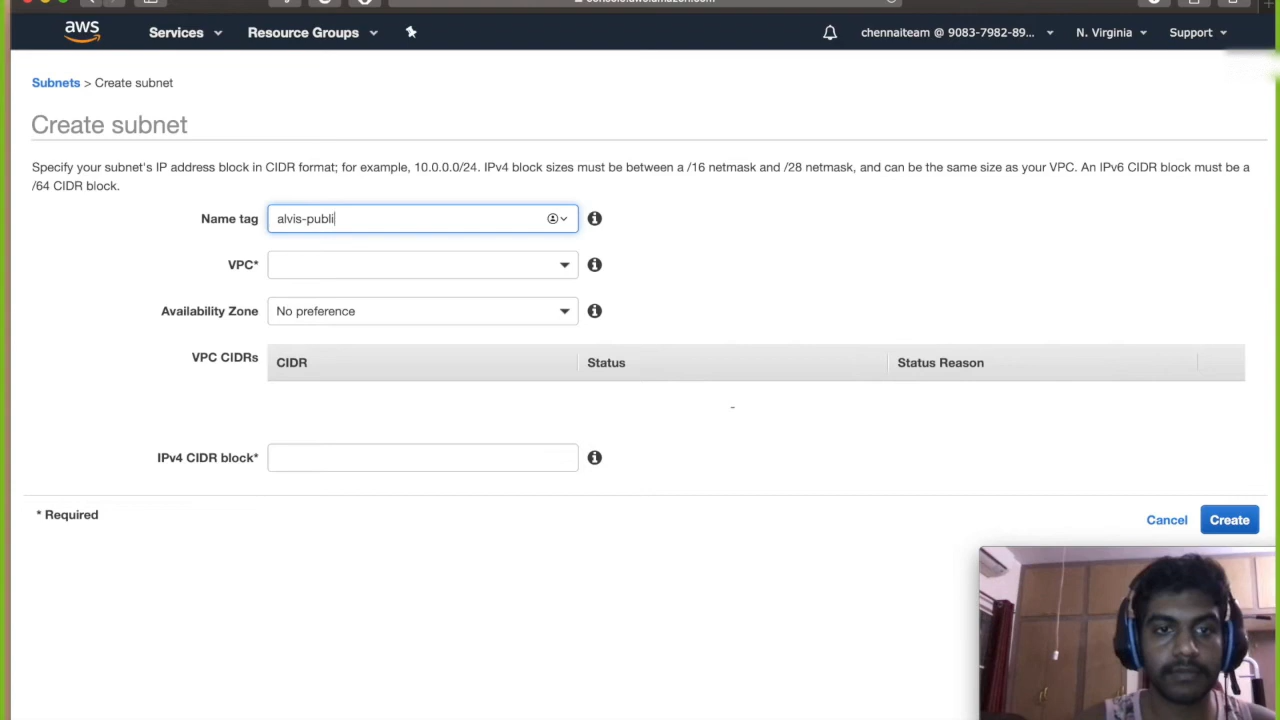 aws Services Resource Groups chennaiteam @ 9083-7982-89... N. Virginia Support
Subnets > Create subnet
Create subnet
Specify your subnet's IP address block in CIDR format; for example, 10.0.0.0/24. IPv4 block sizes must be between a /16 netmask and /28 netmask, and can be the same size as your VPC. An IPv6 CIDR block must be a
/64 CIDR block.
Name tag alvis-publi
VPC*
Availability Zone No preference
VPC CIDRs CIDR Status Status Reason
-
IPv4 CIDR block*
* Required
Cancel Create